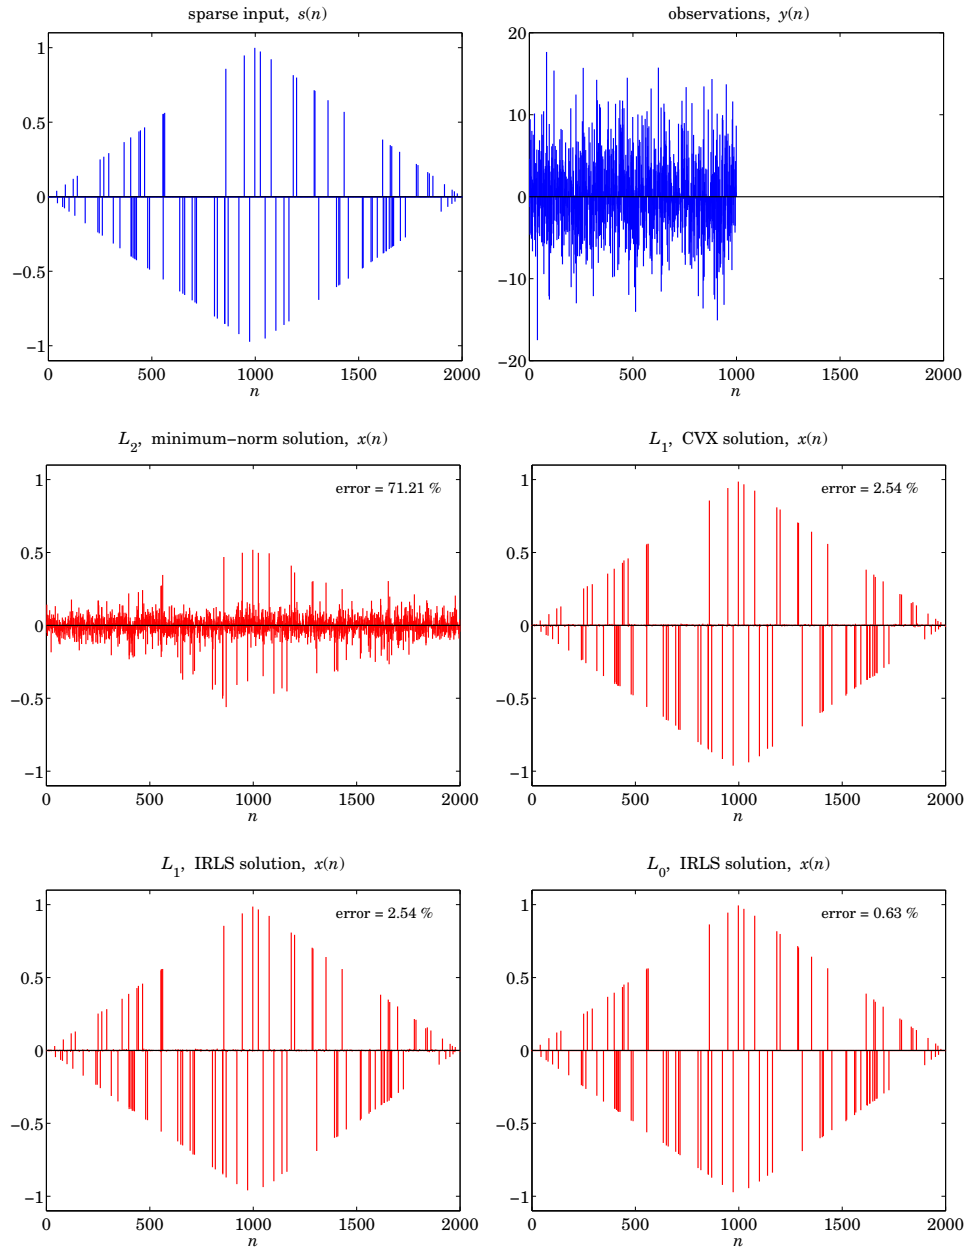 sparse input, s(n)
1
0.5
0
−0.5
−1
0 500 1000 1500 2000
n
observations, y(n)
20
10
0
−10
−20
0 500 1000 1500 2000
n
L2, minimum−norm solution, x(n)
error = 71.21 %
1
0.5
0
−0.5
−1
0 500 1000 1500 2000
n
L1, CVX solution, x(n)
error = 2.54 %
1
0.5
0
−0.5
−1
0 500 1000 1500 2000
n
L1, IRLS solution, x(n)
error = 2.54 %
1
0.5
0
−0.5
−1
0 500 1000 1500 2000
n
L0, IRLS solution, x(n)
error = 0.63 %
1
0.5
0
−0.5
−1
0 500 1000 1500 2000
n